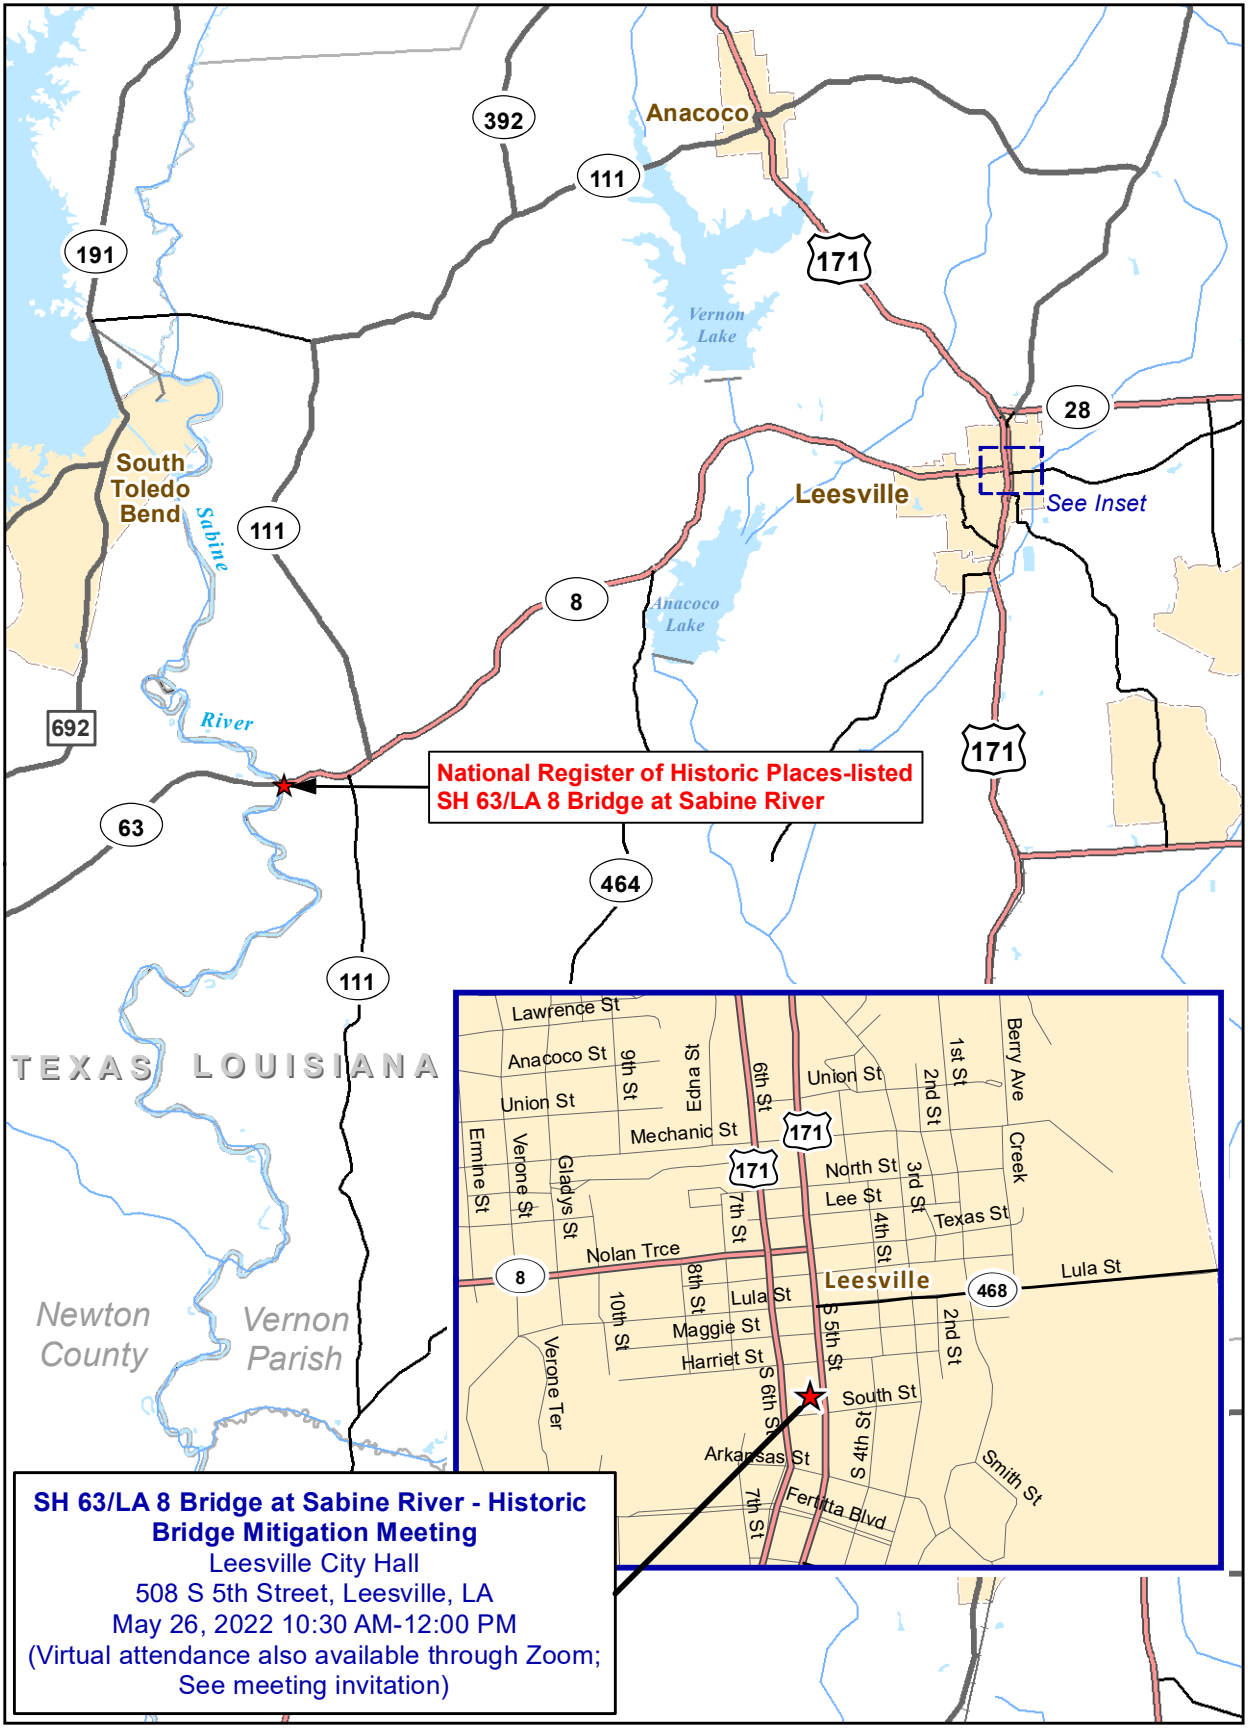 392
Anacoco
111
191
171
Vernon
Lake
28
South
Toledo
Bend
Leesville
See Inset
Sabine
111
8
Anacoco
Lake
River
692
171
National Register of Historic Places-listed
SH 63/LA 8 Bridge at Sabine River
63
464
111
TEXAS
LOUISIANA
Newton
County
Vernon
Parish
Lawrence St
Anacoco St
9th St
Edna St
6th St
Union St
1st St
2nd St
Berry Ave
Union St
Mechanic St
171
171
Ermine St
Verone St
Gladys St
North St
3rd St
Creek
Lee St
7th St
4th St
Texas St
Nolan Trce
8
8th St
Leesville
468
Lula St
10th St
Lula St
S 5th St
2nd St
Maggie St
Harriet St
Verone Ter
S 6th St
South St
S 4th St
Arkansas St
Smith St
7th St
Fertitta Blvd
SH 63/LA 8 Bridge at Sabine River - Historic
Bridge Mitigation Meeting
Leesville City Hall
508 S 5th Street, Leesville, LA
May 26, 2022 10:30 AM-12:00 PM
(Virtual attendance also available through Zoom;
See meeting invitation)